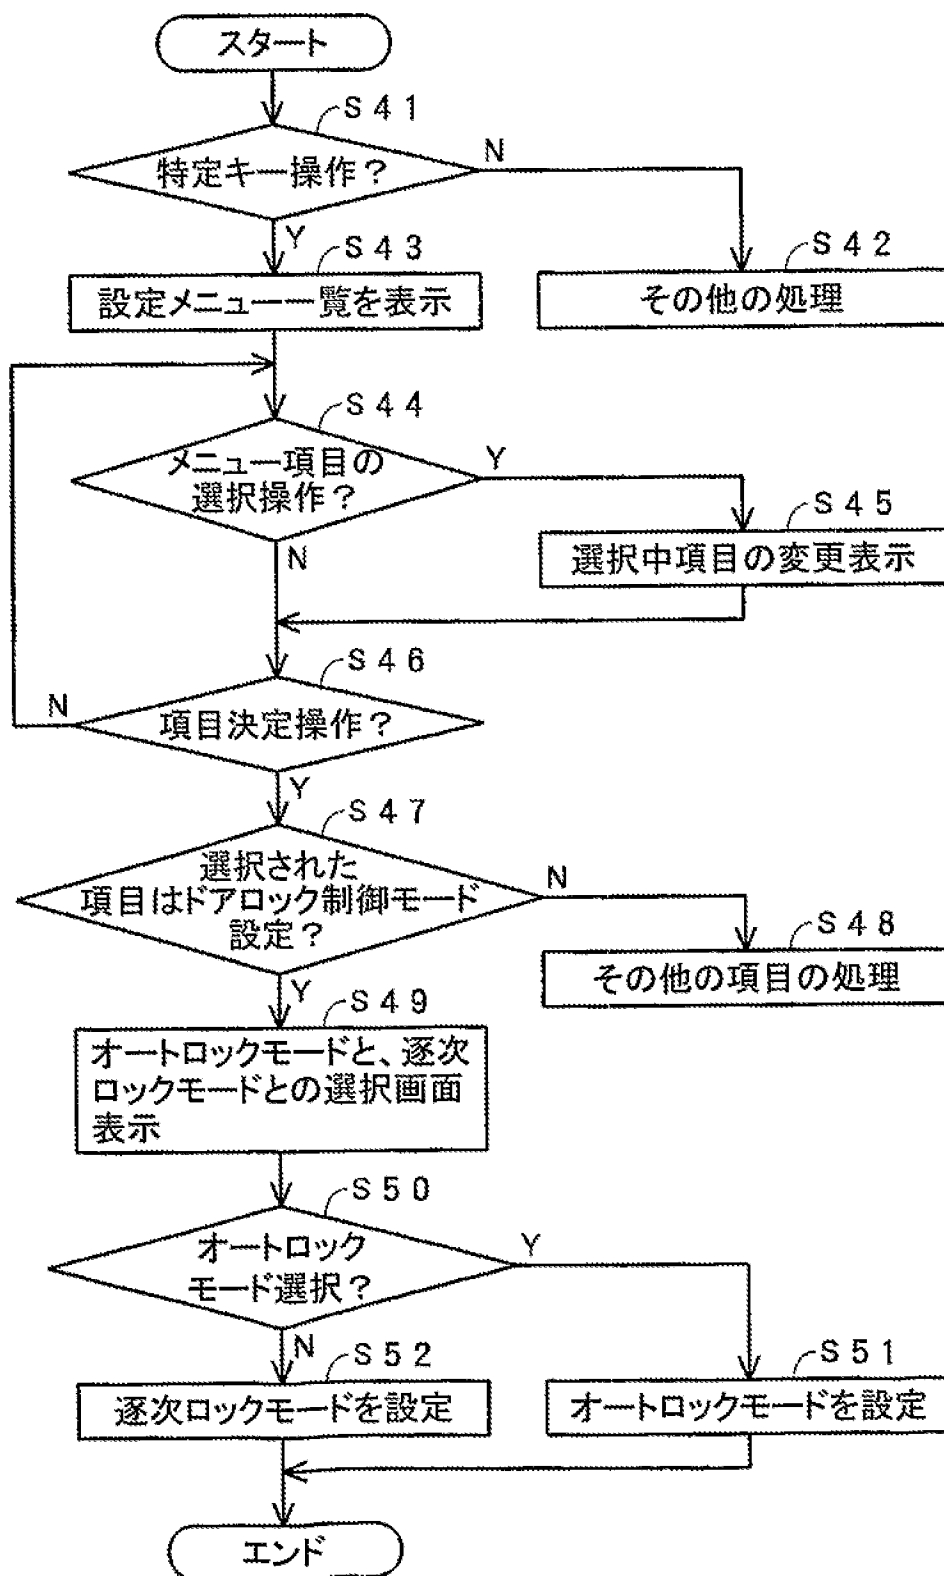 スタート
S41
特定キー操作?
N
Y
S43
設定メニュー一覧を表示
S42
その他の処理
S44
メニュー項目の
選択操作?
Y
N
S45
選択中項目の変更表示
S46
項目決定操作?
N
Y
S47
選択された
項目はドアロック制御モード
設定?
N
Y
S48
その他の項目の処理
S49
オートロックモードと、逐次
ロックモードとの選択画面
表示
S50
オートロック
モード選択?
Y
N
S52
逐次ロックモードを設定
S51
オートロックモードを設定
エンド